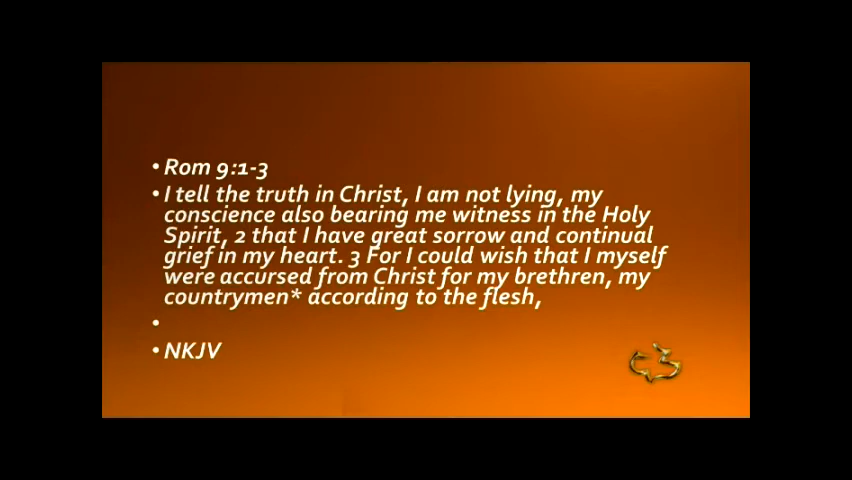 • Rom 9:1-3
• I tell the truth in Christ, I am not lying, my
conscience also bearing me witness in the Holy
Spirit, 2 that I have great sorrow and continual
grief in my heart. 3 For I could wish that I myself
were accursed from Christ for my brethren, my
countrymen* according to the flesh,
•
• NKJV